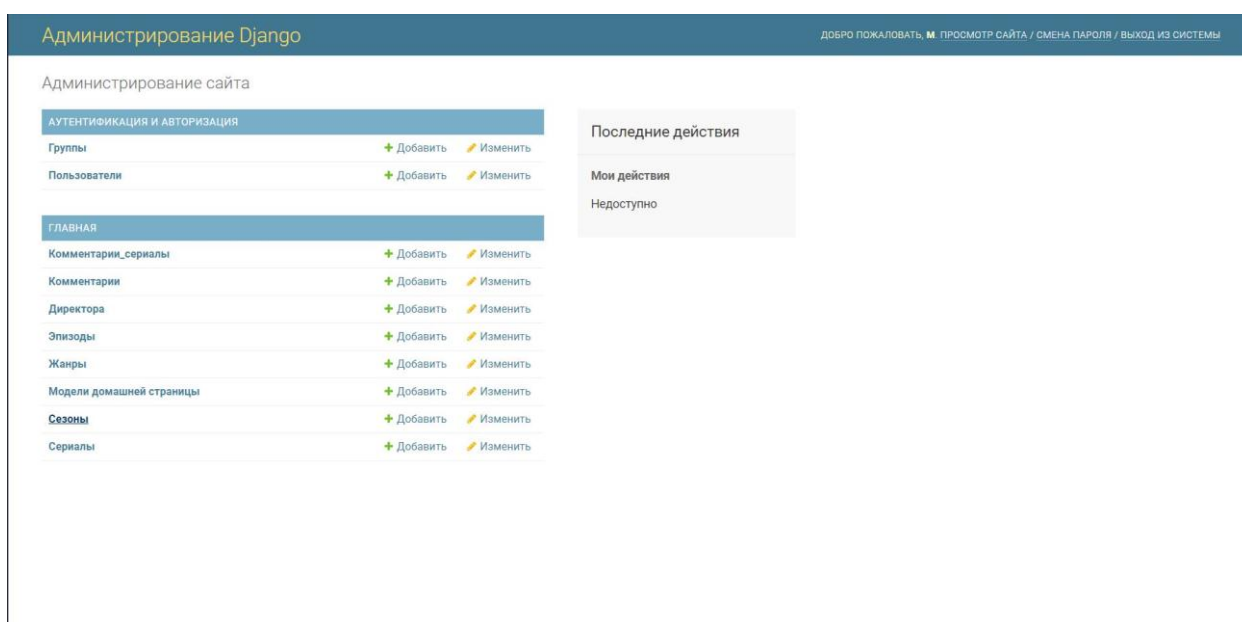 Администрирование Django
ДОБРО ПОЖАЛОВАТЬ, М. ПРОСМОТР САЙТА / СМЕНА ПАРОЛЯ / ВЫХОД ИЗ СИСТЕМЫ
Администрирование сайта
АУТЕНТИФИКАЦИЯ И АВТОРИЗАЦИЯ
Группы Добавить Изменить
Пользователи Добавить Изменить
ГЛАВНАЯ
Комментарии_сериалы Добавить Изменить
Комментарии Добавить Изменить
Директора Добавить Изменить
Эпизоды Добавить Изменить
Жанры Добавить Изменить
Модели домашней страницы Добавить Изменить
Сезоны Добавить Изменить
Сериалы Добавить Изменить
Последние действия
Мои действия
Недоступно